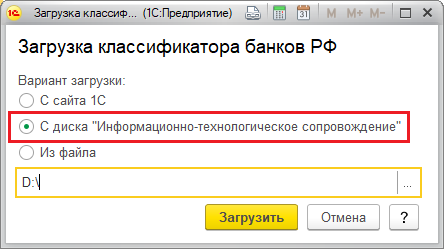 1С Загрузка классиф... (1С:Предприятие) M M+ M-
Загрузка классификатора банков РФ
Вариант загрузки:
С сайта 1С
С диска "Информационно-технологическое сопровождение"
Из файла
D:\ ...
Загрузить Отмена ?